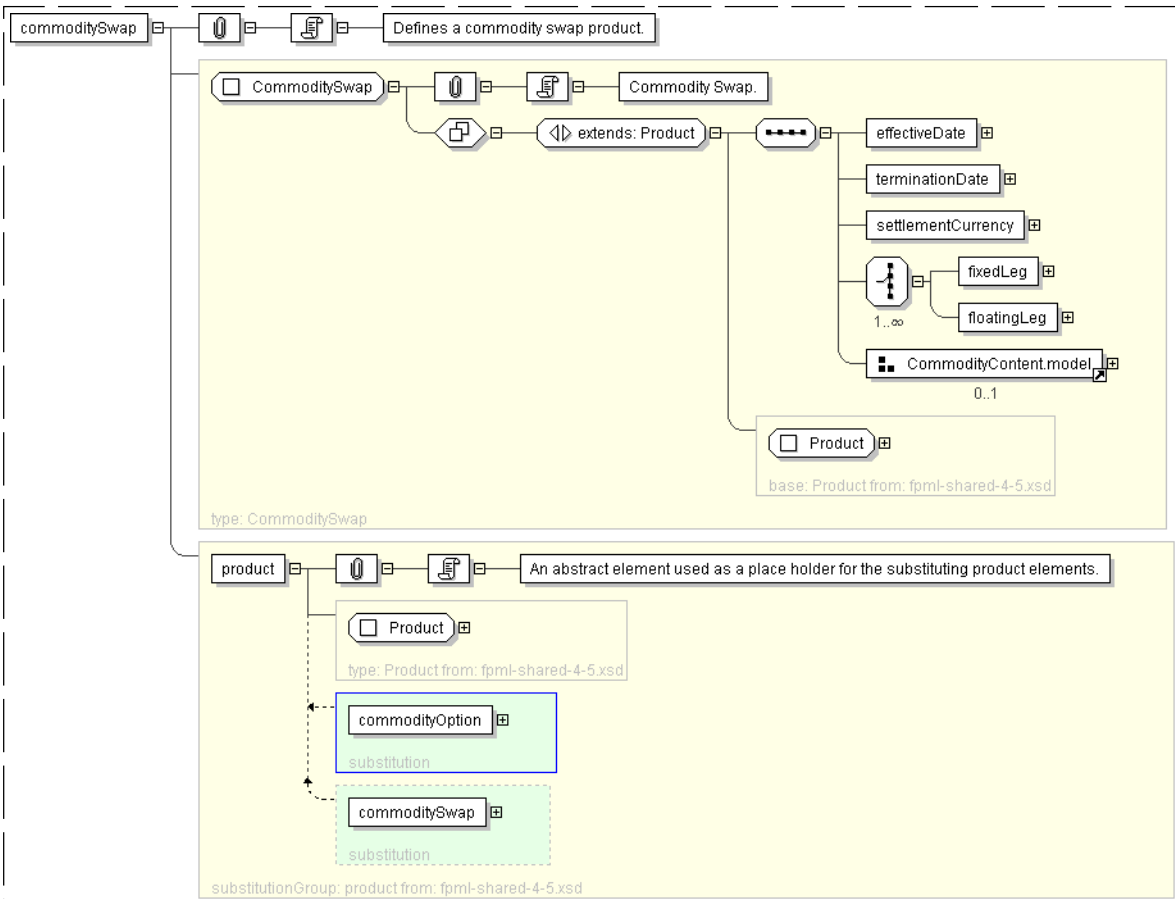 commoditySwap
Defines a commodity swap product.
CommoditySwap
Commodity Swap.
extends: Product
effectiveDate
terminationDate
settlementCurrency
fixedLeg
1..∞
floatingLeg
CommodityContent.model
0..1
Product
base: Product from: fpml-shared-4-5.xsd
type: CommoditySwap
product
An abstract element used as a place holder for the substituting product elements.
Product
type: Product from: fpml-shared-4-5.xsd
commodityOption
substitution
commoditySwap
substitution
substitutionGroup: product from: fpml-shared-4-5.xsd